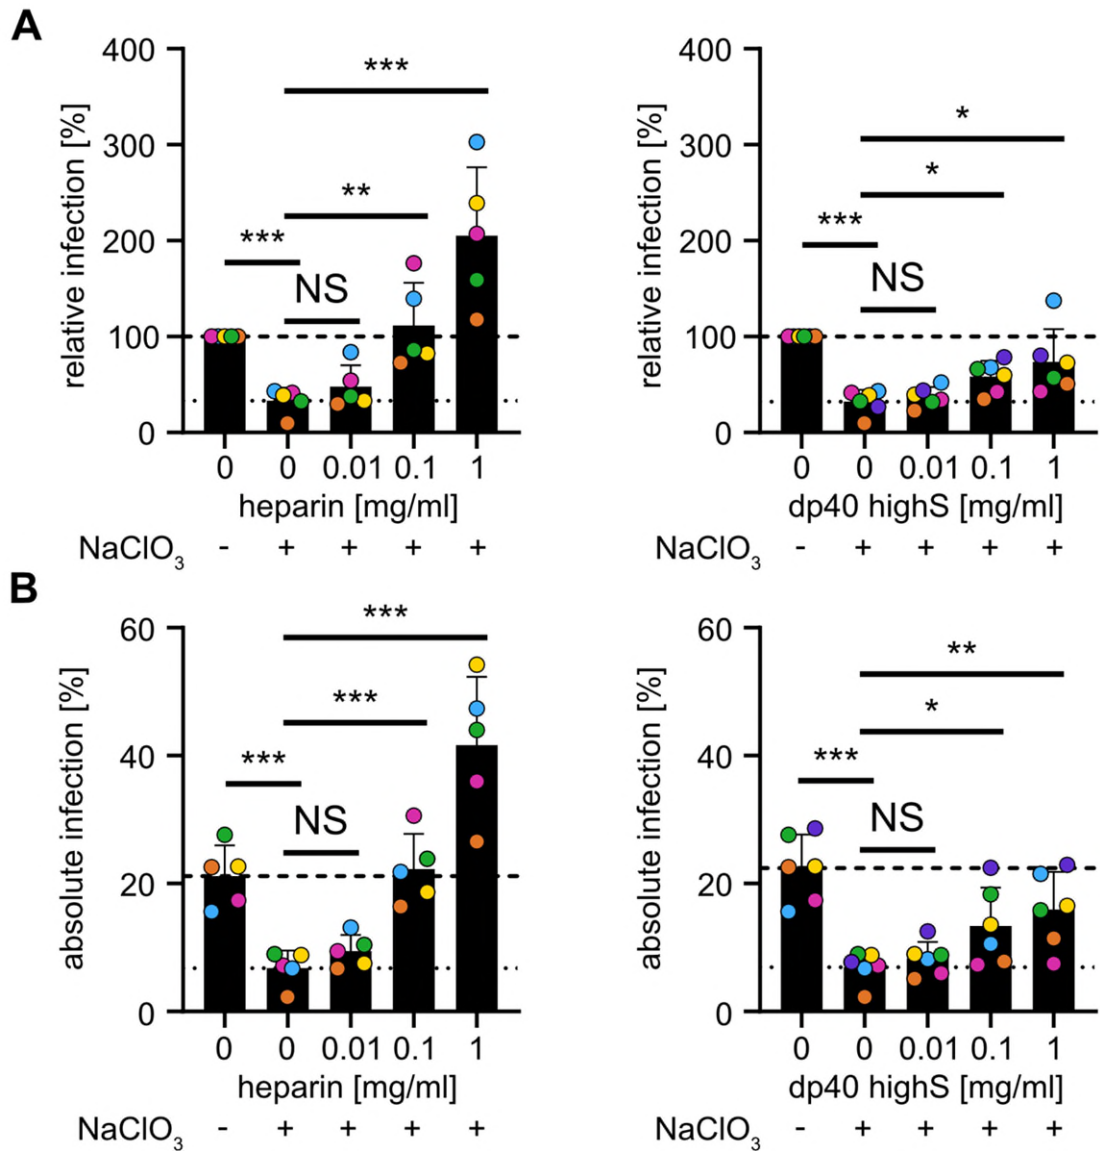 A
relative infection [%]
400
300
200
100
0
***
**
***
NS
0 0 0.01 0.1 1
heparin [mg/ml]
NaClO3 - + + + +
relative infection [%]
400
300
200
100
0
*
*
***
NS
0 0 0.01 0.1 1
dp40 highS [mg/ml]
NaClO3 - + + + +
B
absolute infection [%]
60
40
20
0
***
***
***
NS
0 0 0.01 0.1 1
heparin [mg/ml]
NaClO3 - + + + +
absolute infection [%]
60
40
20
0
**
*
***
NS
0 0 0.01 0.1 1
dp40 highS [mg/ml]
NaClO3 - + + + +